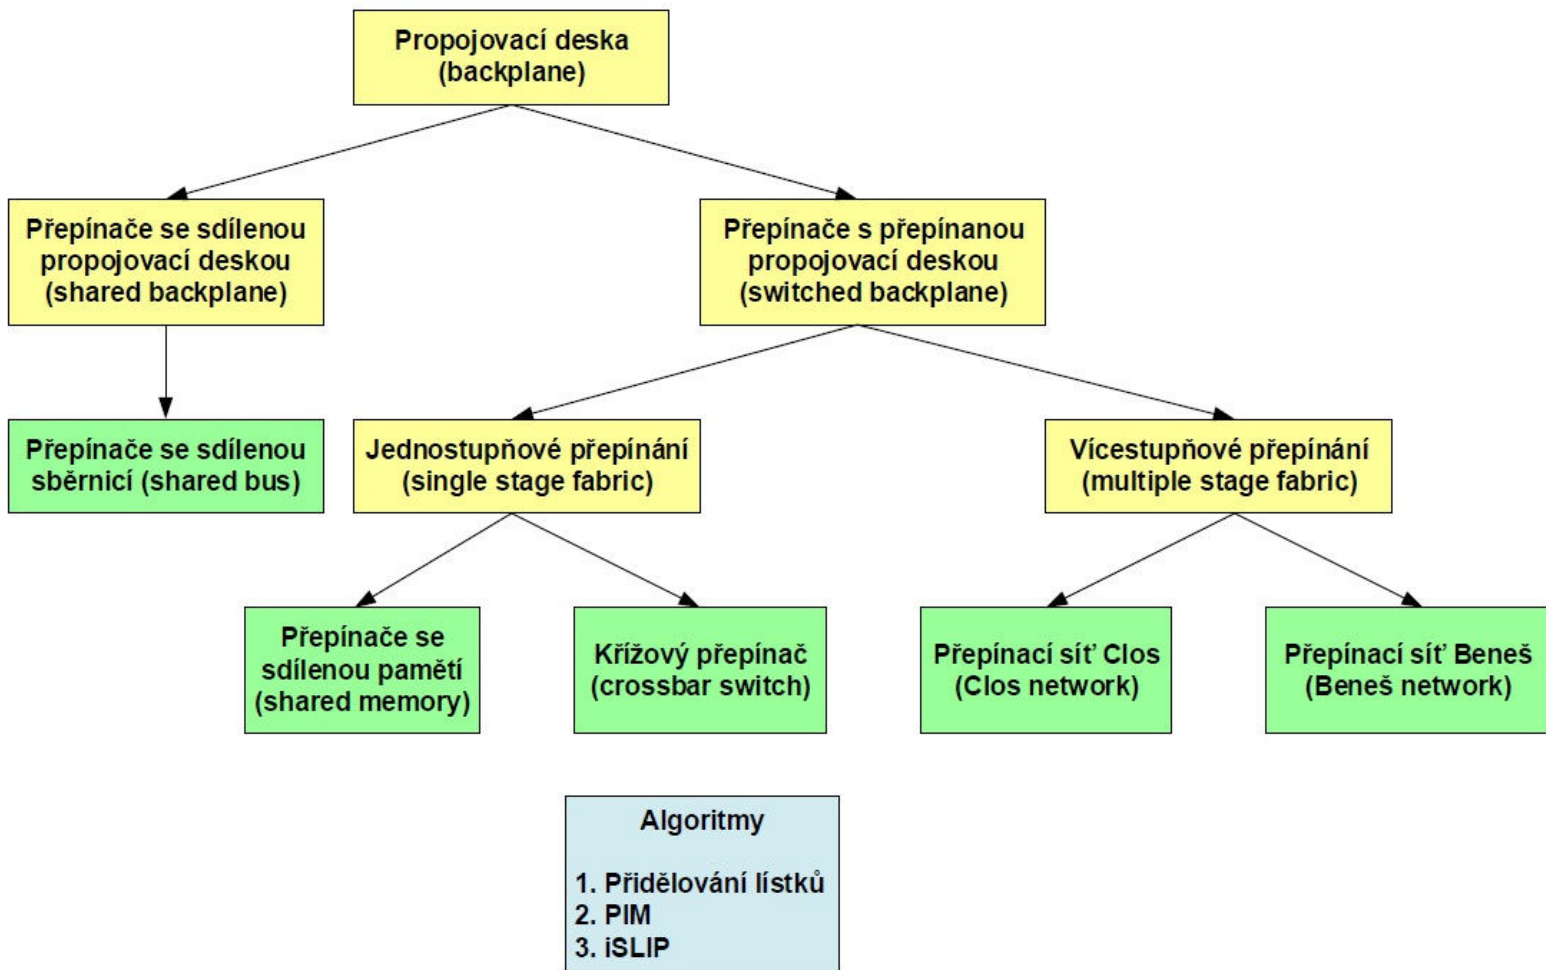 Propojovací deska
(backplane)
Přepínače se sdílenou
propojovací deskou
(shared backplane)
Přepínače s přepínanou
propojovací deskou
(switched backplane)
Přepínače se sdílenou
sběrnicí (shared bus)
Jednostupňové přepínání
(single stage fabric)
Vícestupňové přepínání
(multiple stage fabric)
Přepínače se
sdílenou pamětí
(shared memory)
Křížový přepínač
(crossbar switch)
Přepínací síť Clos
(Clos network)
Přepínací síť Beneš
(Beneš network)
Algoritmy
1. Přidělování lístků
2. PIM
3. iSLIP